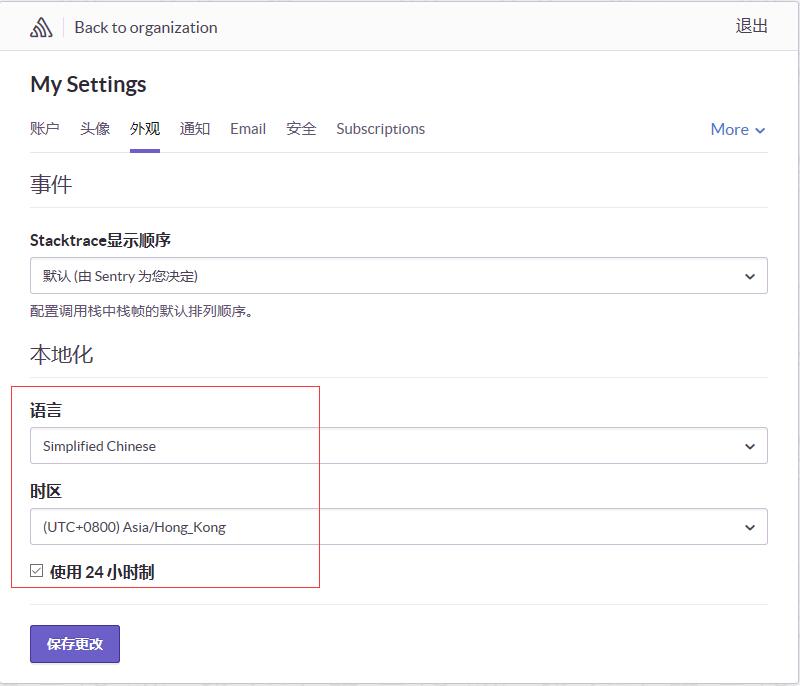 Back to organization
退出
My Settings
账户 头像 外观 通知 Email 安全 Subscriptions More
事件
Stacktrace显示顺序
默认 (由 Sentry 为您决定)
配置调用栈中栈帧的默认排列顺序。
本地化
语言
Simplified Chinese
时区
(UTC+0800) Asia/Hong_Kong
使用 24 小时制
保存更改